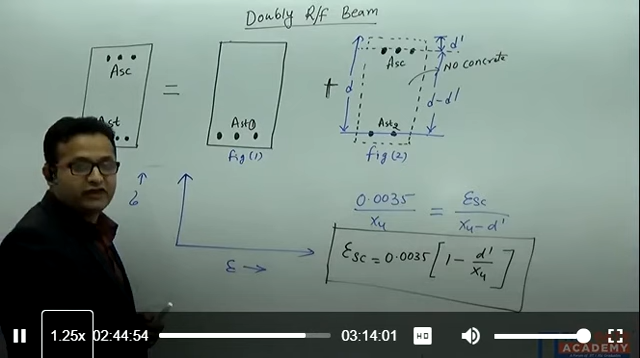 Doubly R/f Beam
Asc
Ast
=
Ast①
fig(1)
+
d
Asc
Ast2
fig(2)
d'
NO concrete
d-d'
6
ε →
0.0035/xu = εsc/(xu-d')
εsc = 0.0035 [1 - d'/xu]
1.25x
02:44:54
03:14:01
HD
ACADEMY